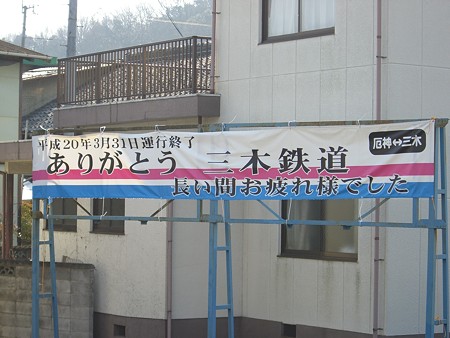 平成20年3月31日運行終了
厄神↔三木
ありがとう 三木鉄道
長い間お疲れ様でした